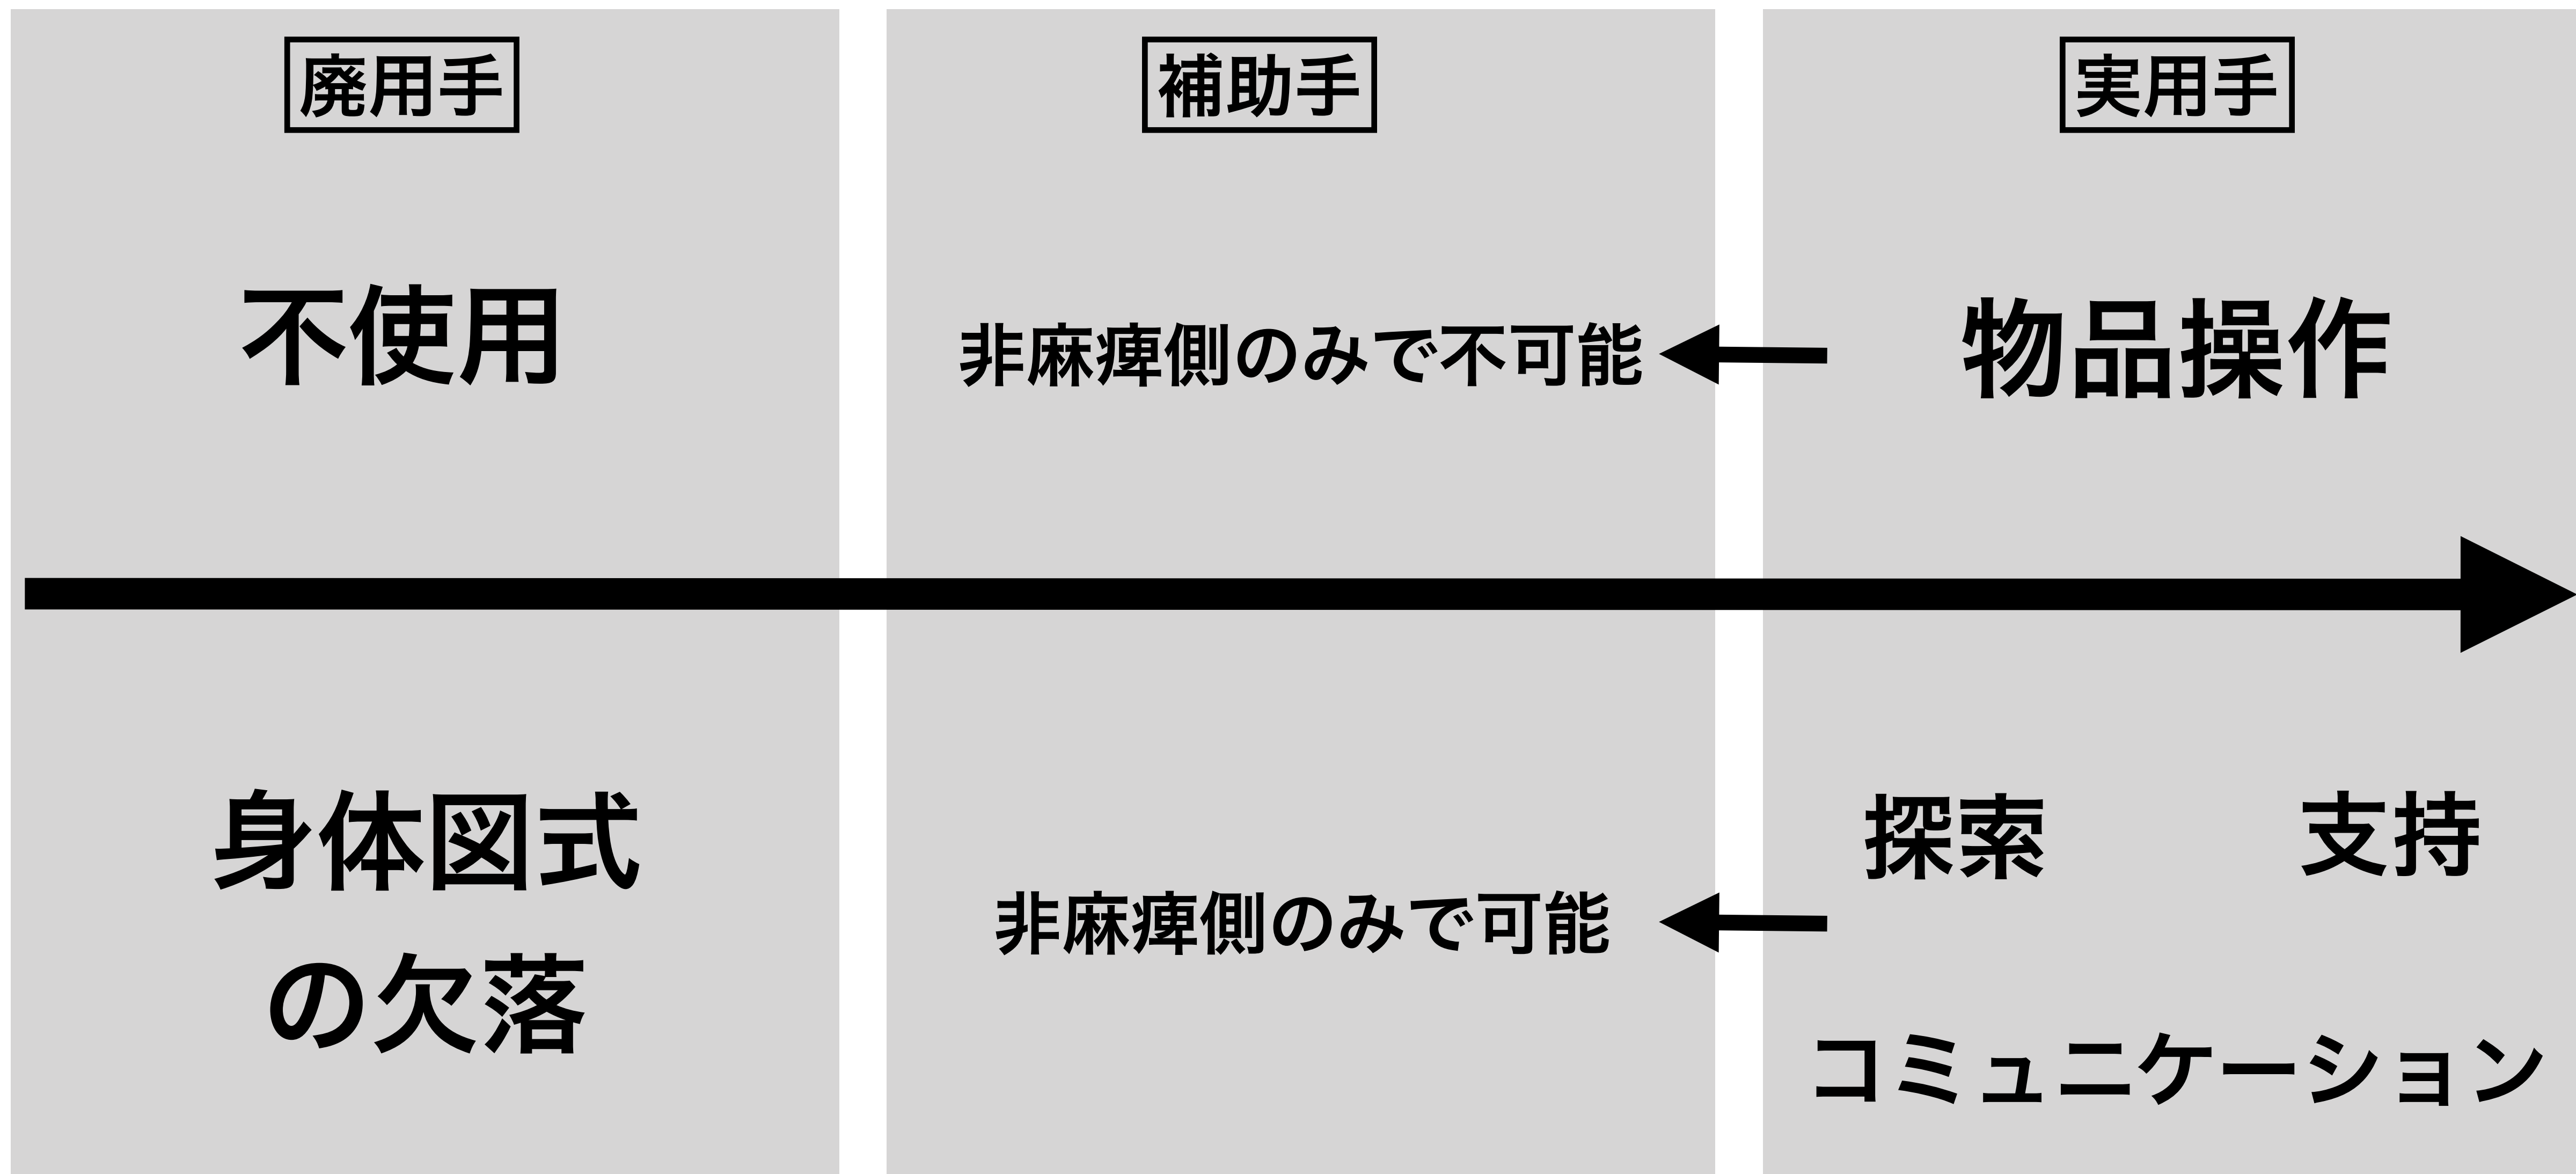 廃用手
補助手
実用手
不使用
非麻痺側のみで不可能
物品操作
身体図式
の欠落
非麻痺側のみで可能
探索
支持
コミュニケーション